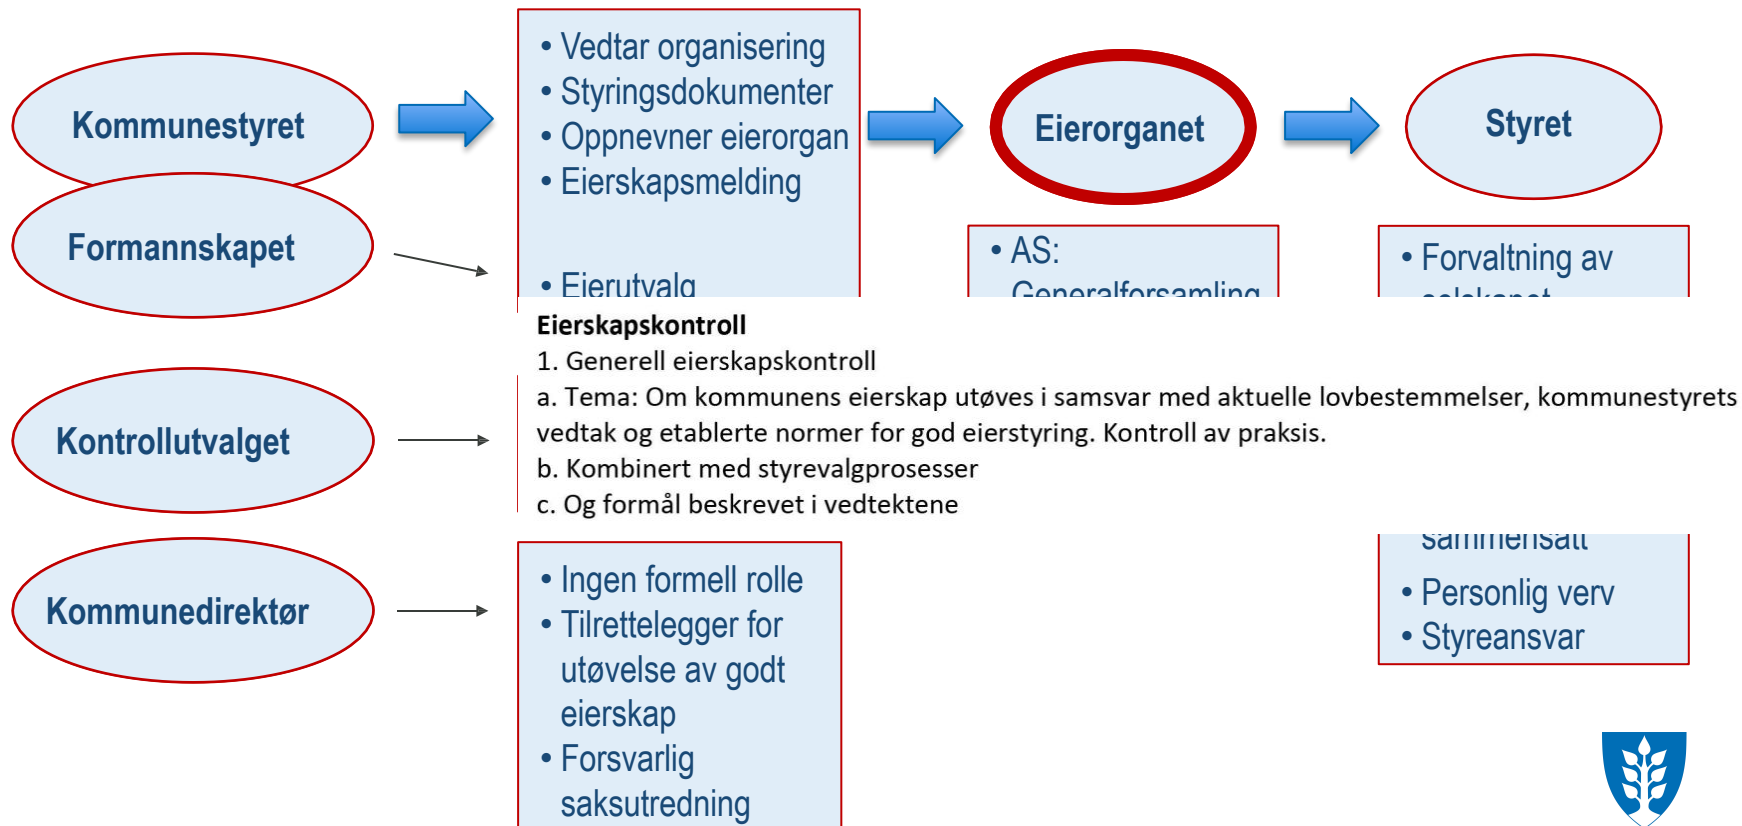 Kommunestyret
Formannskapet
Kontrollutvalget
Kommunedirektør
• Vedtar organisering
• Styringsdokumenter
• Oppnevner eierorgan
• Eierskapsmelding
• Eierutvalg
Eierorganet
• AS:
Generalforsamling
Styret
• Forvaltning av
selskapet
Eierskapskontroll
1. Generell eierskapskontroll
a. Tema: Om kommunens eierskap utøves i samsvar med aktuelle lovbestemmelser, kommunestyrets
vedtak og etablerte normer for god eierstyring. Kontroll av praksis.
b. Kombinert med styrevalgprosesser
c. Og formål beskrevet i vedtektene
• Ingen formell rolle
• Tilrettelegger for
utøvelse av godt
eierskap
• Forsvarlig
saksutredning
sammensatt
• Personlig verv
• Styreansvar